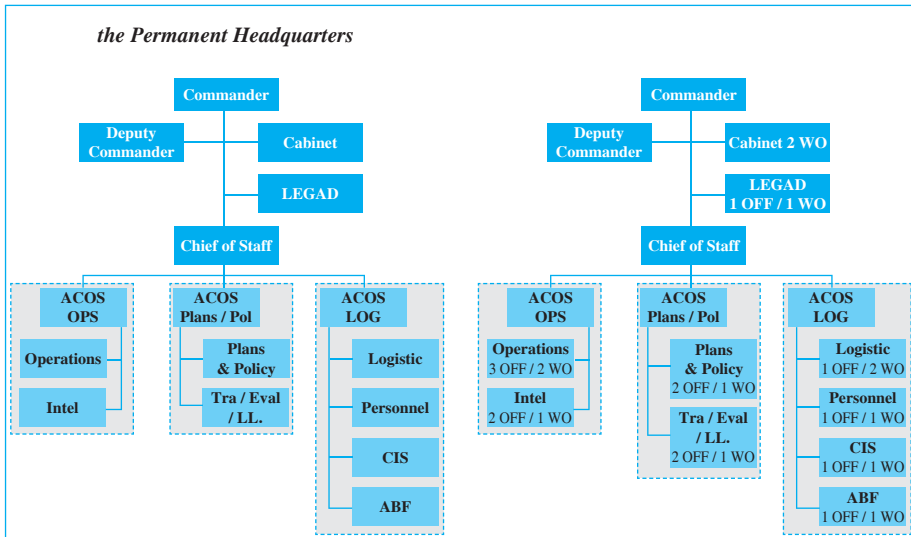 the Permanent Headquarters
Commander
Deputy
Commander
Cabinet
LEGAD
Chief of Staff
ACOS
OPS
Operations
Intel
ACOS
Plans / Pol
Plans
& Policy
Tra / Eval
/ LL.
ACOS
LOG
Logistic
Personnel
CIS
ABF
Commander
Deputy
Commander
Cabinet 2 WO
LEGAD
1 OFF / 1 WO
Chief of Staff
ACOS
OPS
Operations
3 OFF / 2 WO
Intel
2 OFF / 1 WO
ACOS
Plans / Pol
Plans
& Policy
2 OFF / 1 WO
Tra / Eval
/ LL.
2 OFF / 1 WO
ACOS
LOG
Logistic
1 OFF / 2 WO
Personnel
1 OFF / 1 WO
CIS
1 OFF / 1 WO
ABF
1 OFF / 1 WO